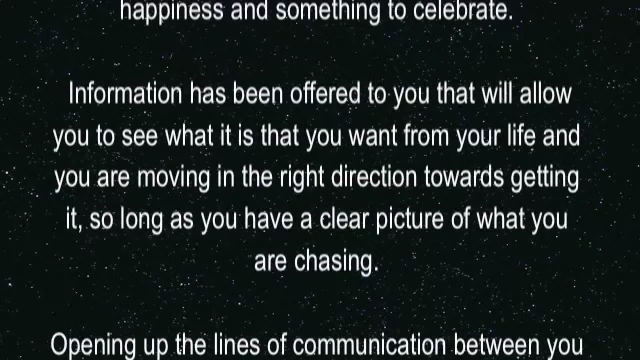 happiness and something to celebrate.
Information has been offered to you that will allow
you to see what it is that you want from your life and
you are moving in the right direction towards getting
it, so long as you have a clear picture of what you
are chasing.
Opening up the lines of communication between you